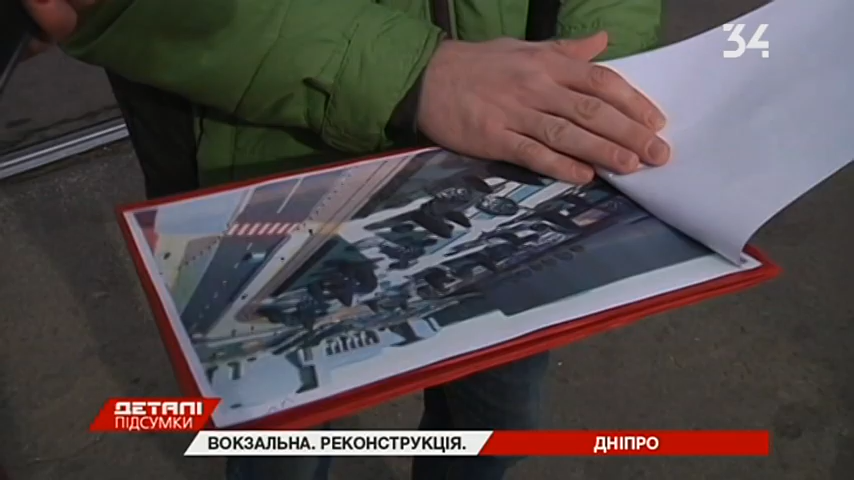 34
ДЕТАЛІ
ПІДСУМКИ
ВОКЗАЛЬНА. РЕКОНСТРУКЦІЯ.
ДНІПРО